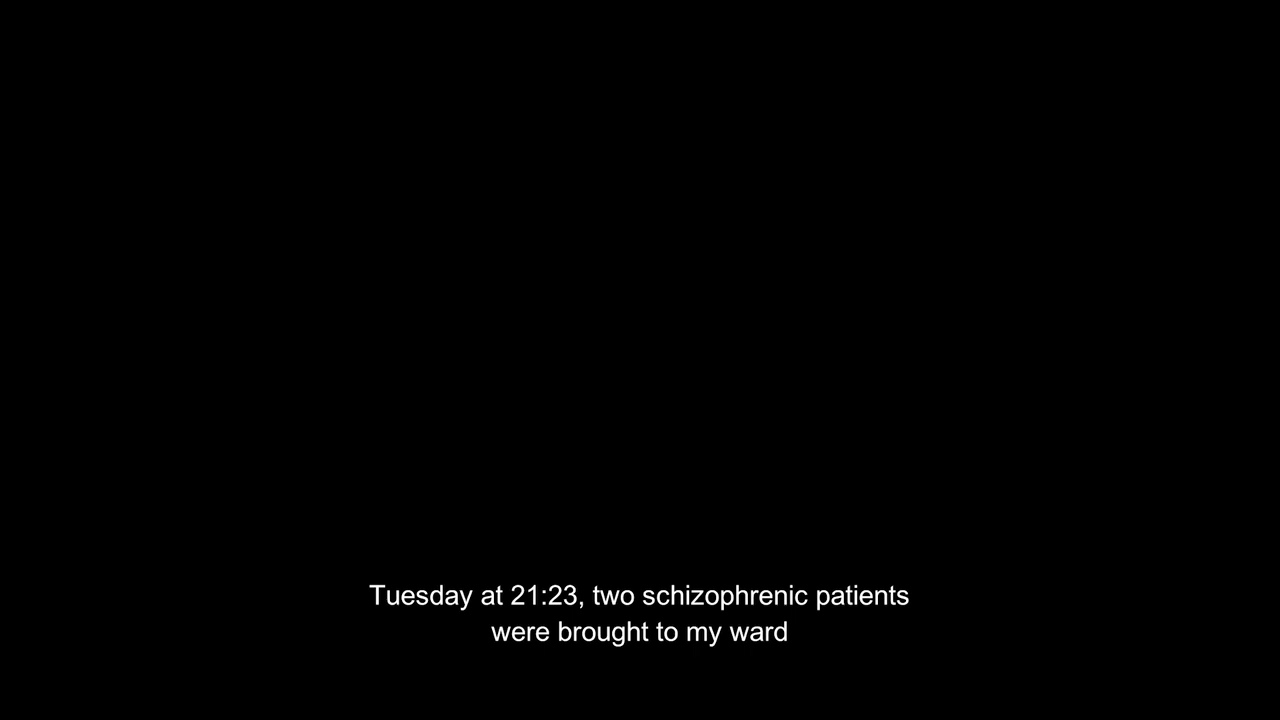 Tuesday at 21:23, two schizophrenic patients
were brought to my ward